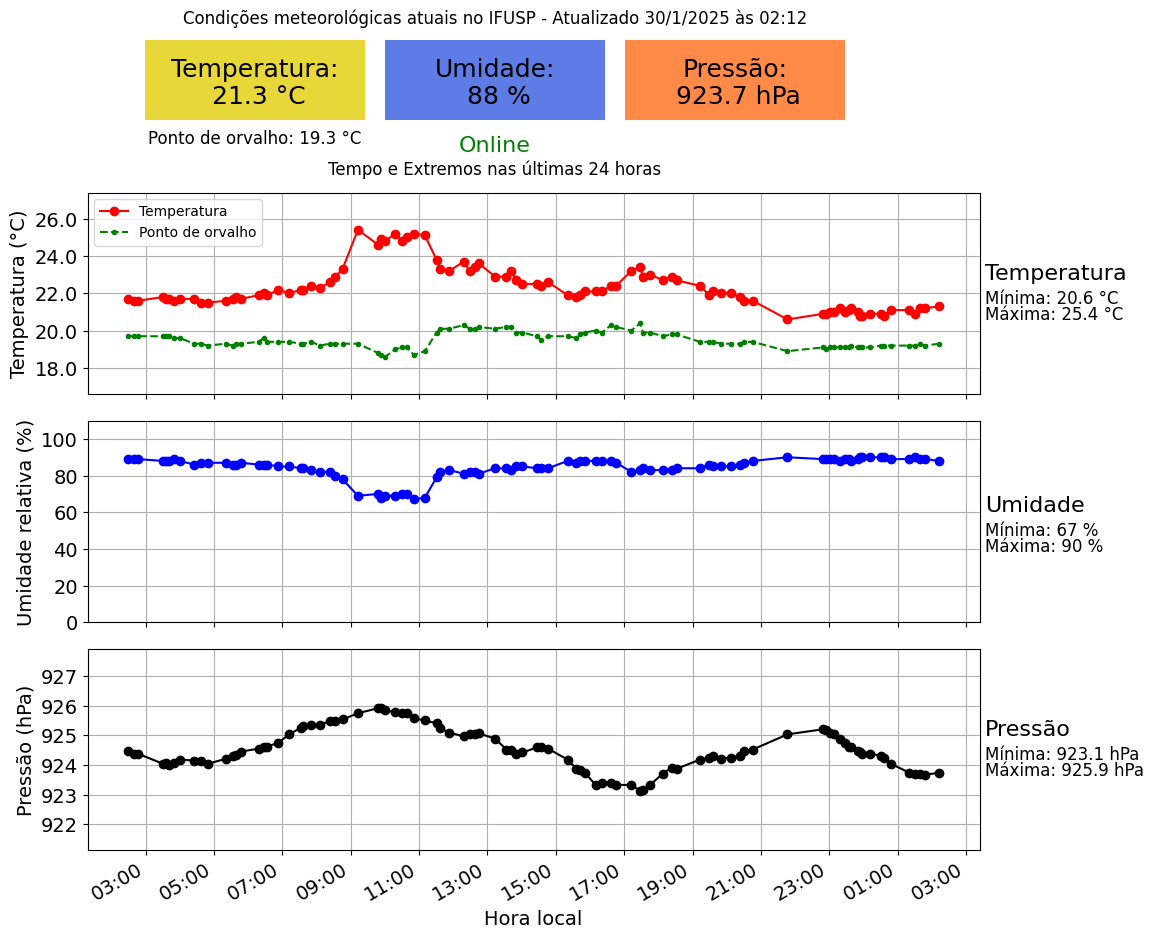 Condições meteorológicas atuais no IFUSP - Atualizado 30/1/2025 às 02:12
Temperatura:
21.3 °C
Umidade:
88 %
Pressão:
923.7 hPa
Ponto de orvalho: 19.3 °C
Online
Tempo e Extremos nas últimas 24 horas
Temperatura (°C)
26.0
24.0
22.0
20.0
18.0
Temperatura
Ponto de orvalho
Temperatura
Mínima: 20.6 °C
Máxima: 25.4 °C
Umidade relativa (%)
100
80
60
40
20
0
Umidade
Mínima: 67 %
Máxima: 90 %
Pressão (hPa)
927
926
925
924
923
922
Pressão
Mínima: 923.1 hPa
Máxima: 925.9 hPa
03:00 05:00 07:00 09:00 11:00 13:00 15:00 17:00 19:00 21:00 23:00 01:00 03:00
Hora local